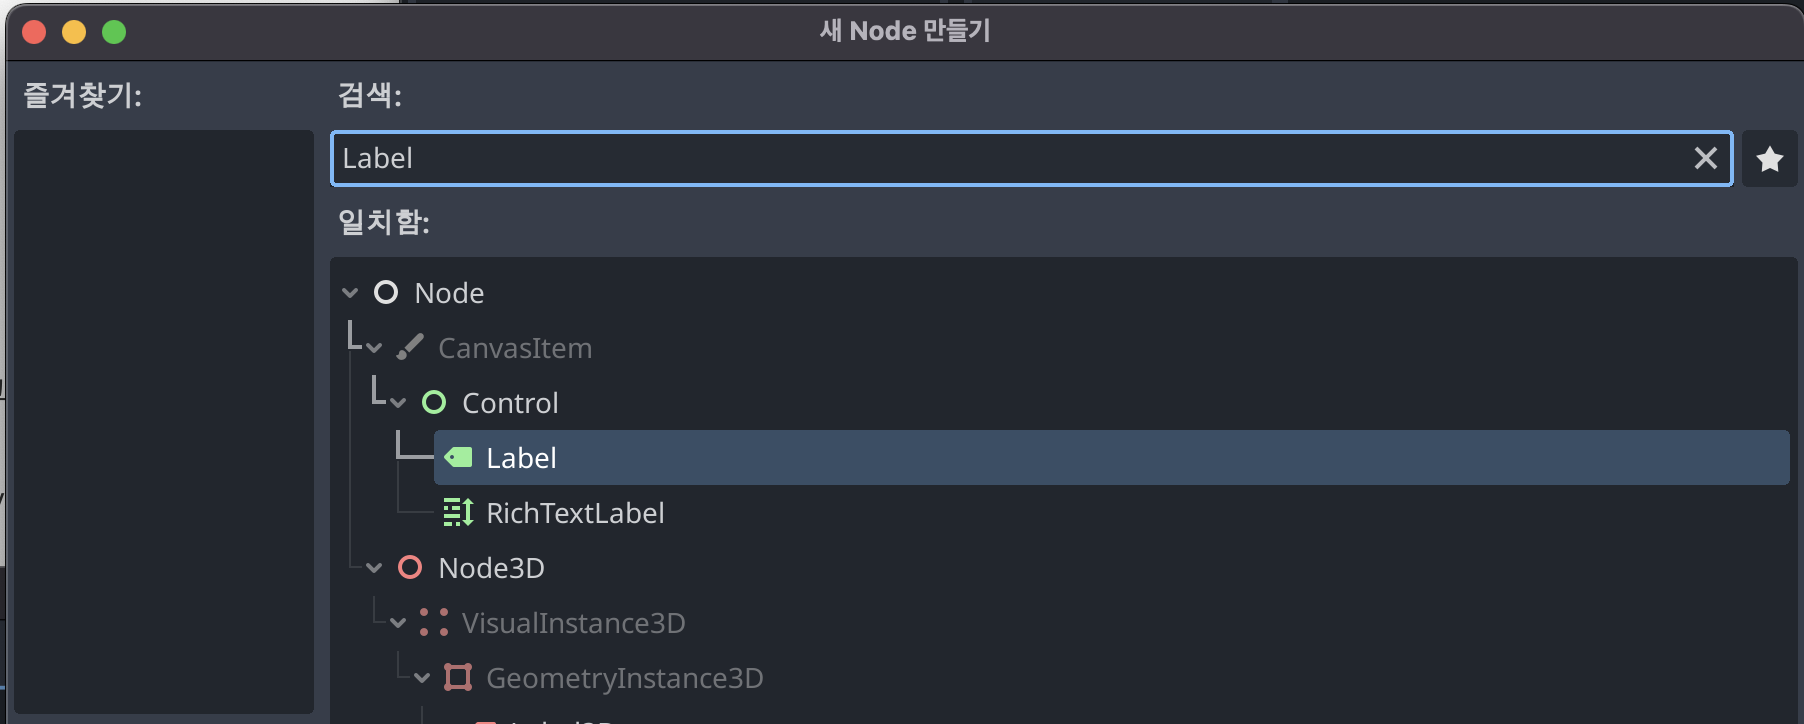 새 Node 만들기
즐겨찾기:
검색:
Label
일치함:
Node
CanvasItem
Control
Label
RichTextLabel
Node3D
VisualInstance3D
GeometryInstance3D